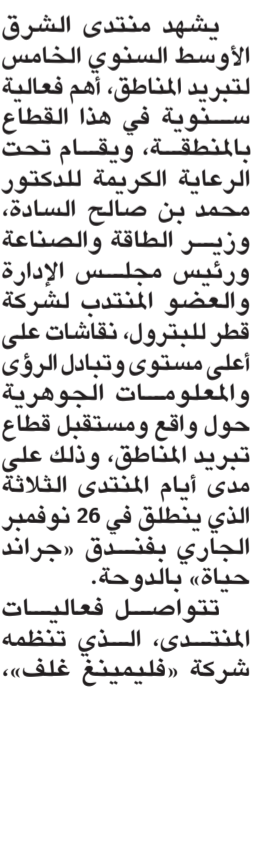 يشهد منتدى الشرق
الأوسط السنوي الخامس
لتبريد المناطق، أهم فعالية
سنوية في هذا القطاع
بالمنطقة، ويقام تحت
الرعاية الكريمة للدكتور
محمد بن صالح السادة،
وزير الطاقة والصناعة
ورئيس مجلس الإدارة
والعضو المنتدب لشركة
قطر للبترول، نقاشات على
أعلى مستوى وتبادل الرؤى
والمعلومات الجوهرية
حول واقع ومستقبل قطاع
تبريد المناطق، وذلك على
مدى أيام المنتدى الثلاثة
الذي ينطلق في 26 نوفمبر
الجاري بفندق «جراند
حياة» بالدوحة.
تتواصل فعاليات
المنتدى، الذي تنظمه
شركة «فليمينغ غلف»،